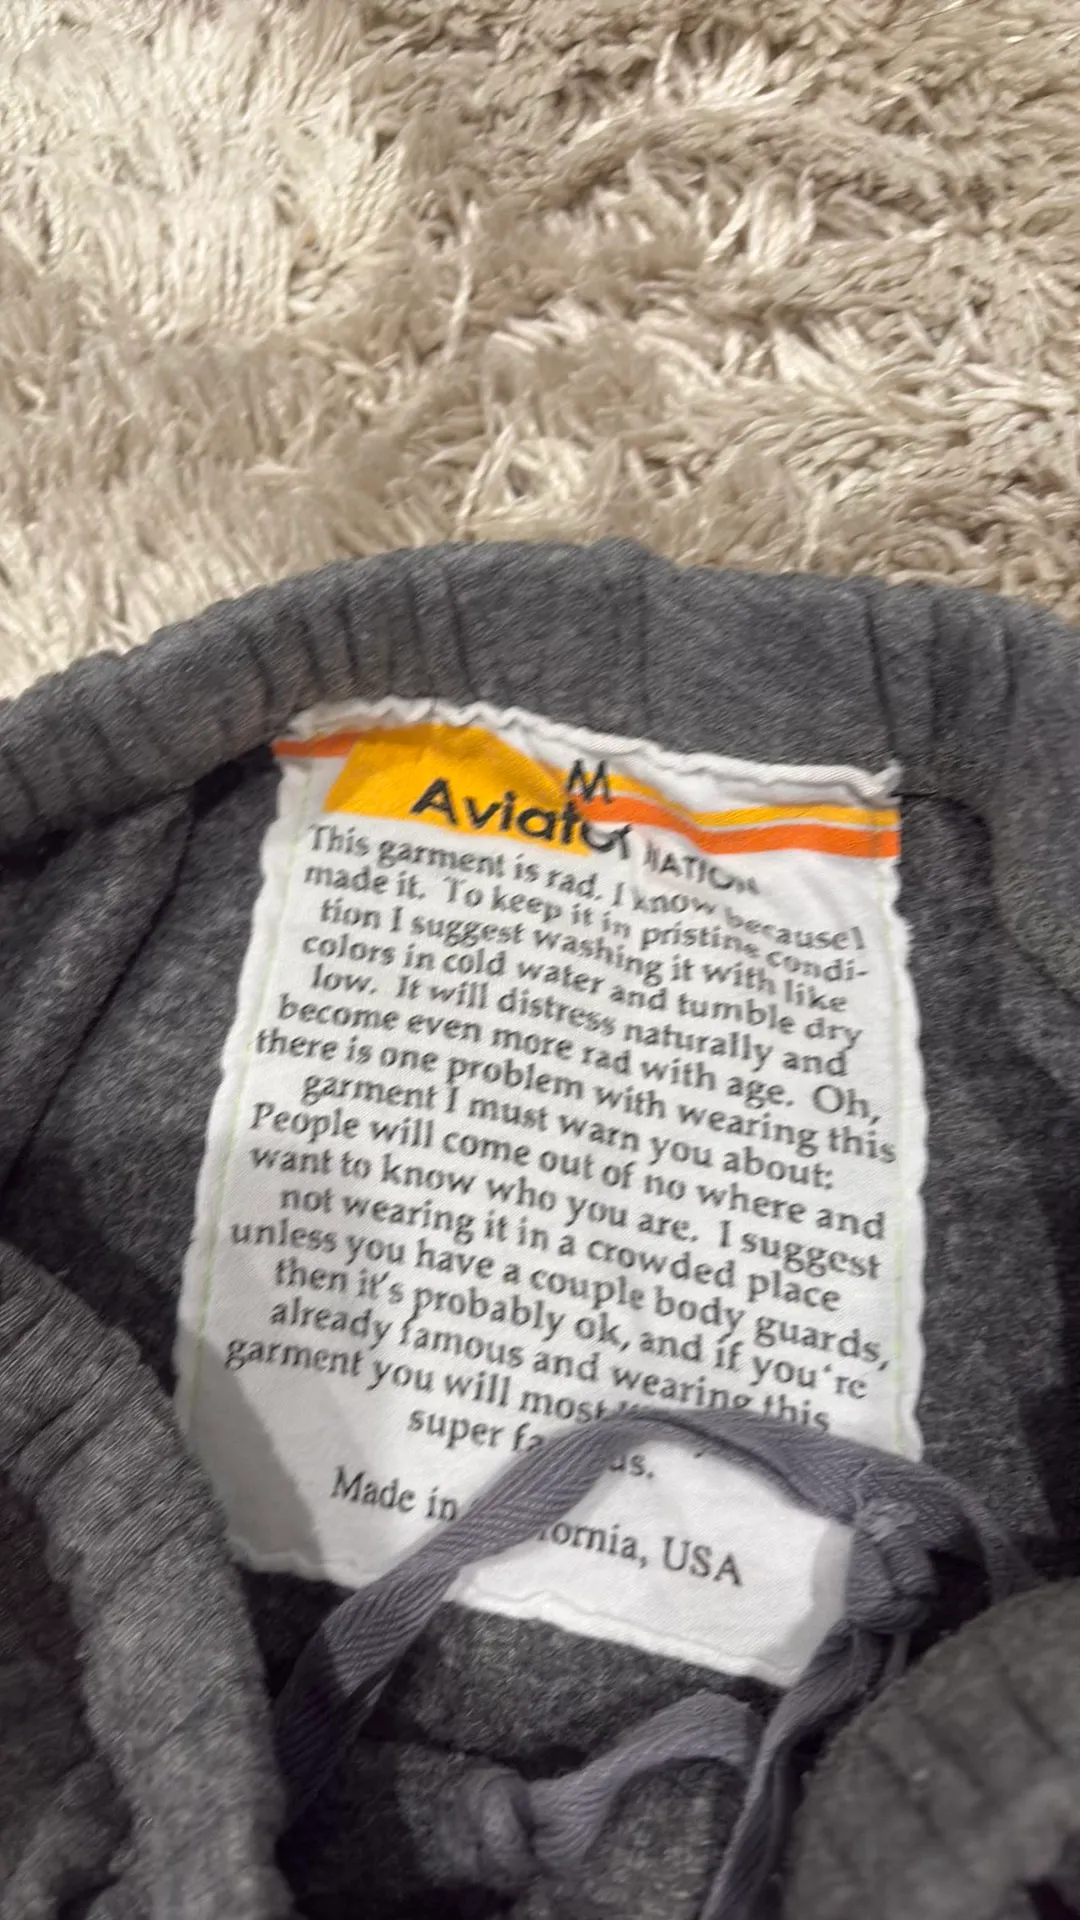 M
Aviator NATION
This garment is rad. I know because I
made it. To keep it in pristine condi-
tion I suggest washing it with like
colors in cold water and tumble dry
low. It will distress naturally and
become even more rad with age. Oh,
there is one problem with wearing this
garment I must warn you about:
People will come out of no where and
want to know who you are. I suggest
not wearing it in a crowded place
unless you have a couple body guards,
then it's probably ok, and if you're
already famous and wearing this
garment you will most
super
Made in
USA